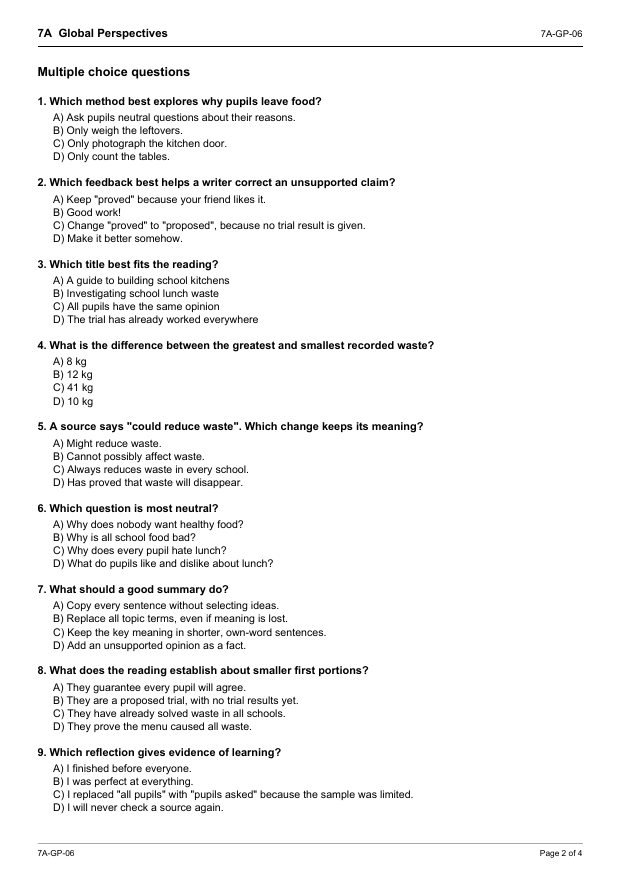 7A Global Perspectives
7A-GP-06
Multiple choice questions
1. Which method best explores why pupils leave food?
A) Ask pupils neutral questions about their reasons.
B) Only weigh the leftovers.
C) Only photograph the kitchen door.
D) Only count the tables.
2. Which feedback best helps a writer correct an unsupported claim?
A) Keep "proved" because your friend likes it.
B) Good work!
C) Change "proved" to "proposed", because no trial result is given.
D) Make it better somehow.
3. Which title best fits the reading?
A) A guide to building school kitchens
B) Investigating school lunch waste
C) All pupils have the same opinion
D) The trial has already worked everywhere
4. What is the difference between the greatest and smallest recorded waste?
A) 8 kg
B) 12 kg
C) 41 kg
D) 10 kg
5. A source says "could reduce waste". Which change keeps its meaning?
A) Might reduce waste.
B) Cannot possibly affect waste.
C) Always reduces waste in every school.
D) Has proved that waste will disappear.
6. Which question is most neutral?
A) Why does nobody want healthy food?
B) Why is all school food bad?
C) Why does every pupil hate lunch?
D) What do pupils like and dislike about lunch?
7. What should a good summary do?
A) Copy every sentence without selecting ideas.
B) Replace all topic terms, even if meaning is lost.
C) Keep the key meaning in shorter, own-word sentences.
D) Add an unsupported opinion as a fact.
8. What does the reading establish about smaller first portions?
A) They guarantee every pupil will agree.
B) They are a proposed trial, with no trial results yet.
C) They have already solved waste in all schools.
D) They prove the menu caused all waste.
9. Which reflection gives evidence of learning?
A) I finished before everyone.
B) I was perfect at everything.
C) I replaced "all pupils" with "pupils asked" because the sample was limited.
D) I will never check a source again.
7A-GP-06
Page 2 of 4